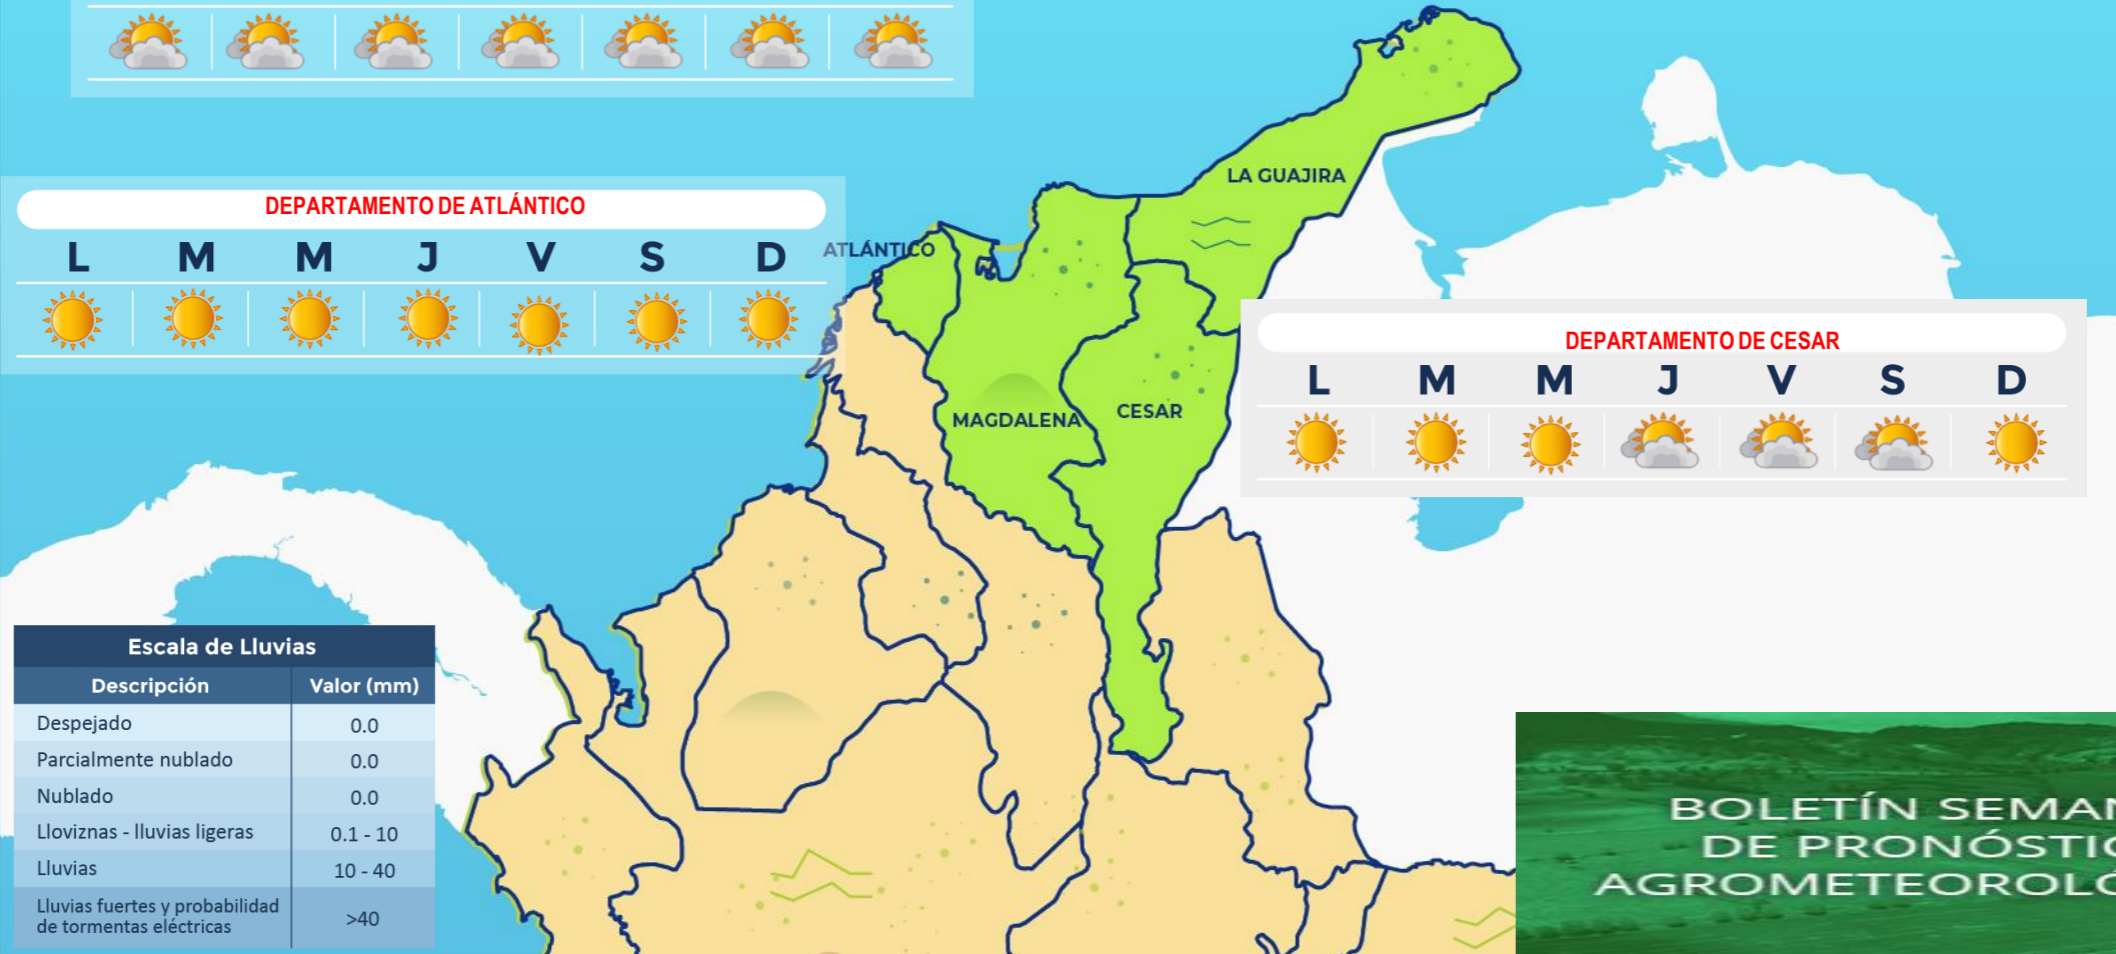 DEPARTAMENTO DE ATLÁNTICO
L M M J V S D
LA GUAJIRA
ATLÁNTICO
MAGDALENA
CESAR
DEPARTAMENTO DE CESAR
L M M J V S D
Escala de Lluvias
Descripción Valor (mm)
Despejado 0.0
Parcialmente nublado 0.0
Nublado 0.0
Lloviznas - lluvias ligeras 0.1 - 10
Lluvias 10 - 40
Lluvias fuertes y probabilidad
de tormentas eléctricas >40
BOLETÍN SEMAN
DE PRONÓSTIC
AGROMETEOROLÓ